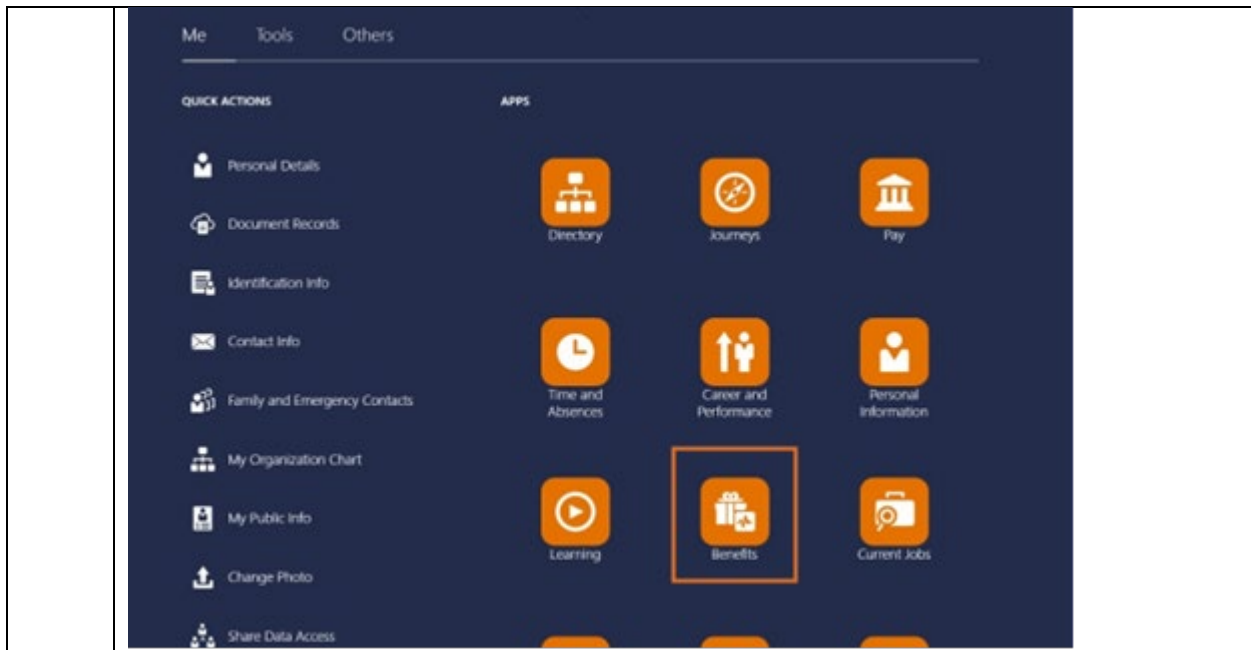 Me Tools Others
QUICK ACTIONS
Personal Details
Document Records
Identification Info
Contact Info
Family and Emergency Contacts
My Organization Chart
My Public Info
Change Photo
Share Data Access
APPS
Directory
Journeys
Pay
Time and
Absences
Career and
Performance
Personal
Information
Learning
Benefits
Current Jobs